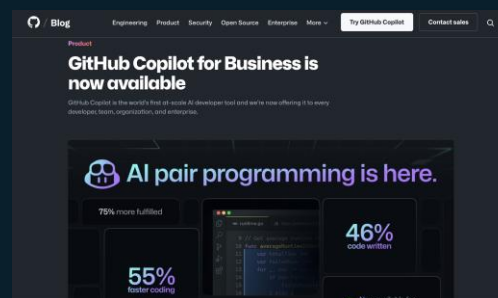 Blog
Engineering Product Security Open Source Enterprise More
Try GitHub Copilot
Contact sales
Product
GitHub Copilot for Business is
now available
GitHub Copilot is the world's first at-scale AI developer tool and we're now offering it to every
developer, team, organization, and enterprise.
AI pair programming is here.
75% more fulfilled
46%
code written
55%
faster coding